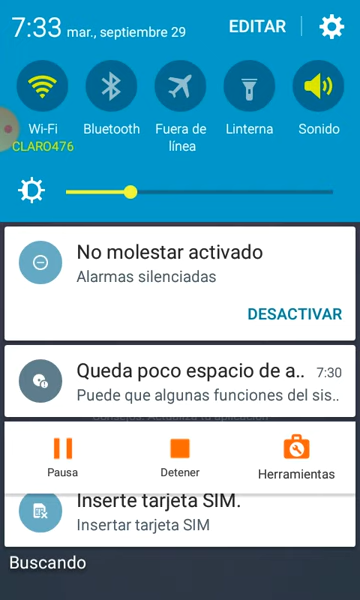 7:33 mar., septiembre 29 EDITAR
Wi-Fi
CLARO476
Bluetooth
Fuera de
línea
Linterna
Sonido
No molestar activado
Alarmas silenciadas
DESACTIVAR
Queda poco espacio de a.. 7:30
Puede que algunas funciones del sis..
Pausa
Detener
Herramientas
Inserte tarjeta SIM.
Insertar tarjeta SIM
Buscando